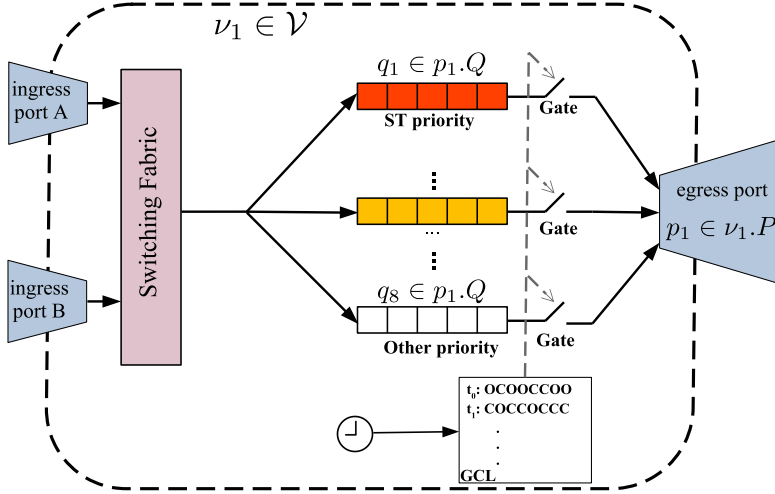 ν₁ ∈ 𝒱
ingress
port A
Switching Fabric
q₁ ∈ p₁.Q
ST priority
Gate
⋮
Gate
...
⋮
egress port
p₁ ∈ ν₁.P
ingress
port B
q₈ ∈ p₁.Q
Other priority
Gate
t₀: OCOOCCOO
t₁: COCCOCCC
.
.
.
GCL